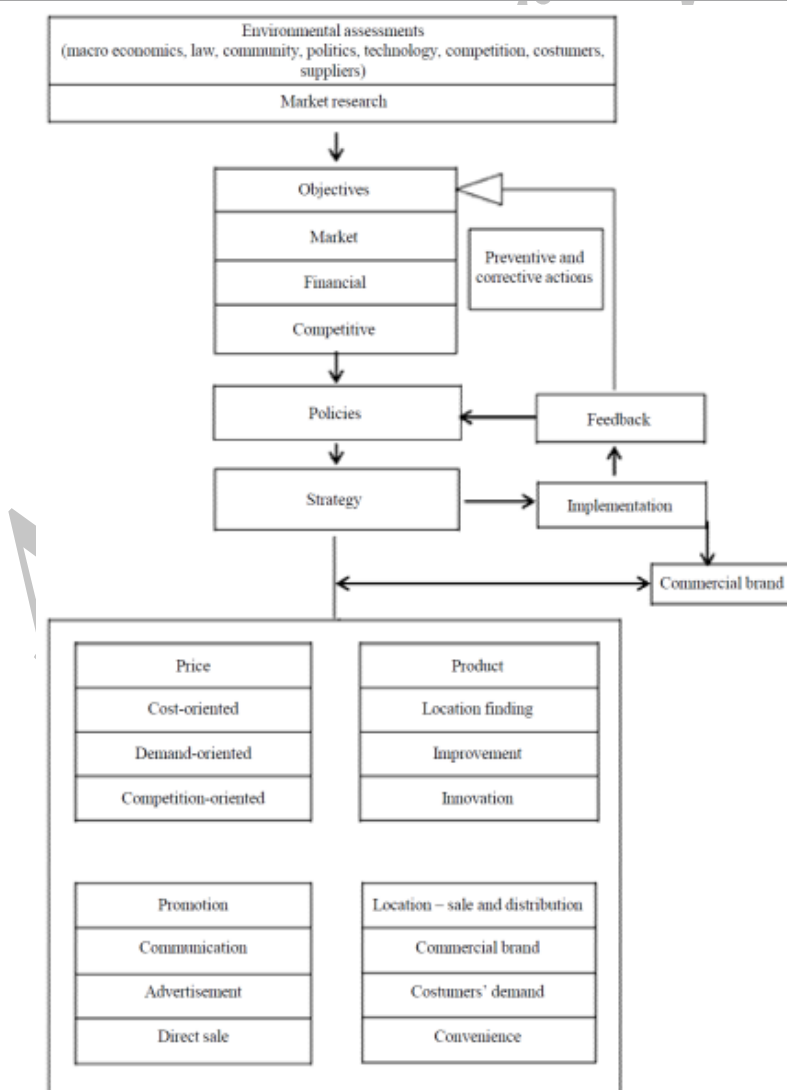 Environmental assessments
(macro economics, law, community, politics, technology, competition, costumers,
suppliers)
Market research
Objectives
Market
Financial
Competitive
Preventive and
corrective actions
Policies
Feedback
Strategy
Implementation
Commercial brand
Price
Cost-oriented
Demand-oriented
Competition-oriented
Product
Location finding
Improvement
Innovation
Promotion
Communication
Advertisement
Direct sale
Location – sale and distribution
Commercial brand
Costumers’ demand
Convenience